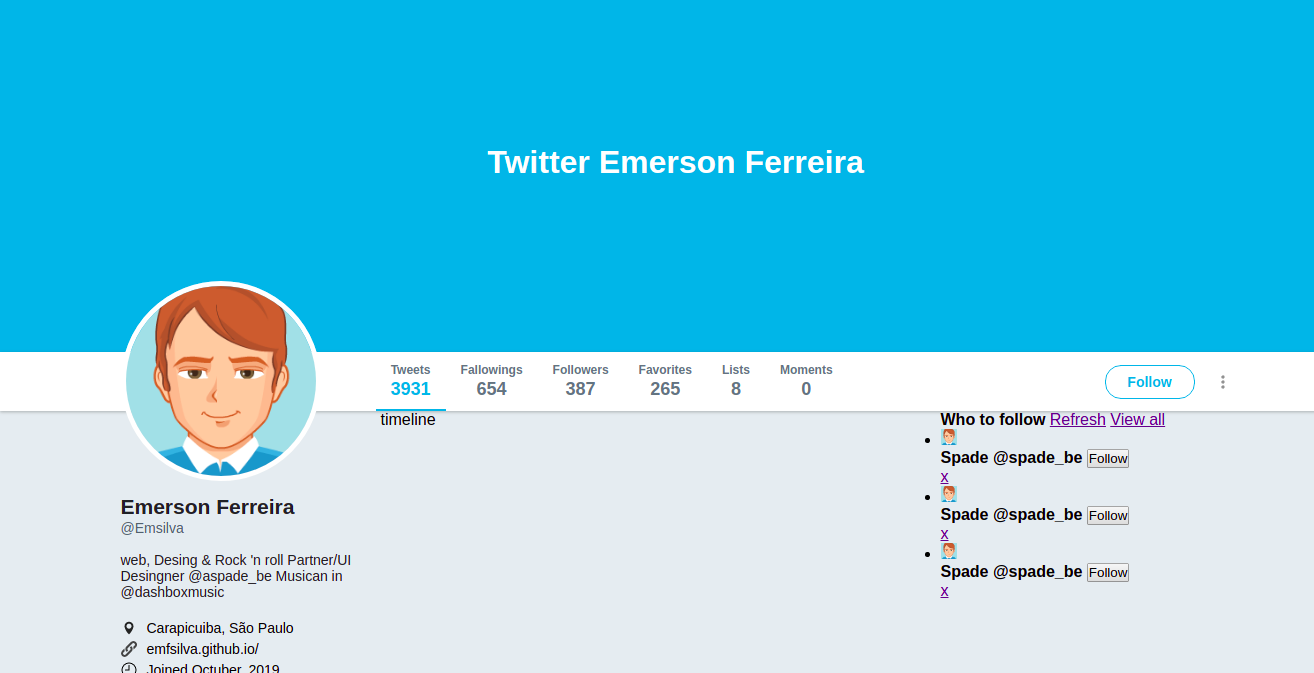 Twitter Emerson Ferreira
Tweets Fallowings Followers Favorites Lists Moments
3931 654 387 265 8 0
Follow
Emerson Ferreira
@Emsilva
web, Desing & Rock 'n roll Partner/UI
Desingner @aspade_be Musican in
@dashboxmusic
Carapicuiba, São Paulo
emfsilva.github.io/
Joined Octuber, 2019
timeline
Who to follow Refresh View all
Spade @spade_be Follow
x
Spade @spade_be Follow
x
Spade @spade_be Follow
x